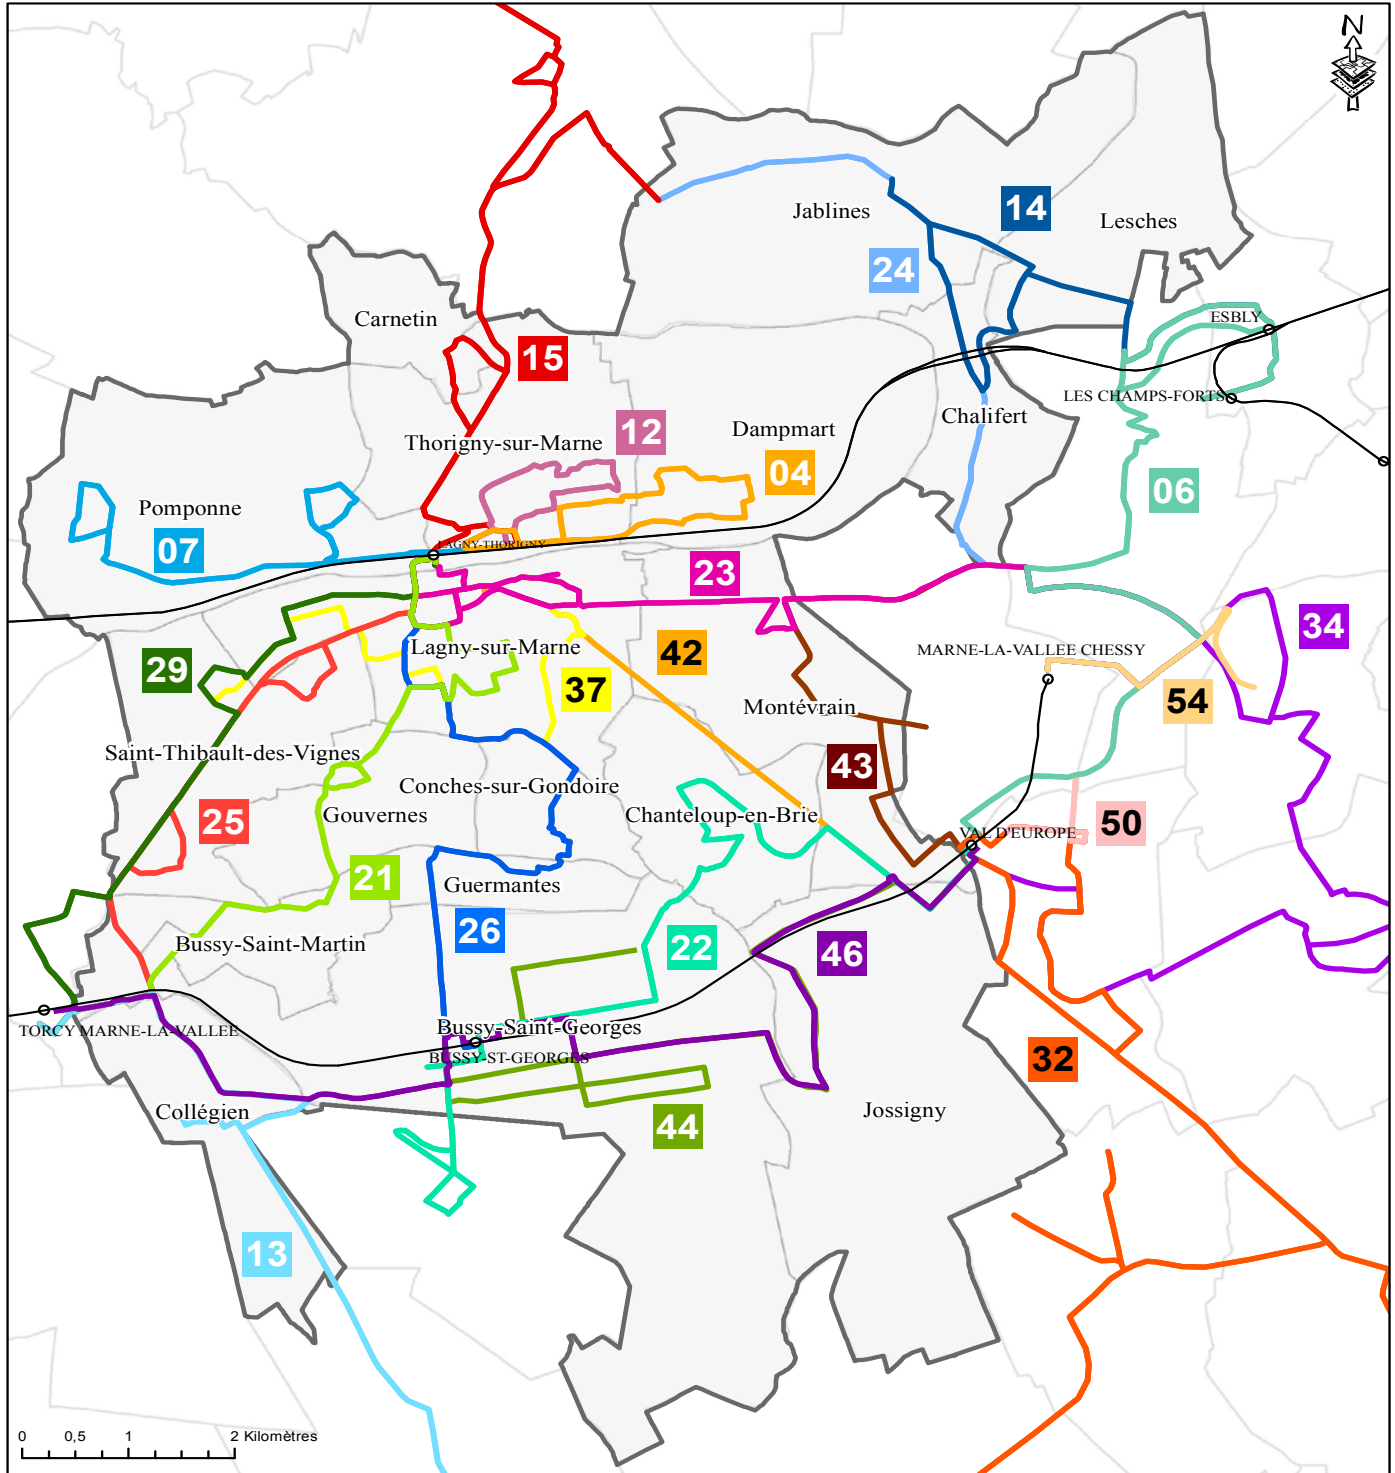 N
Jablines
14
Lesches
24
Carnetin
ESBLY
15
LES CHAMPS-FORTS
Chalifert
Thorigny-sur-Marne
12
Dampmart
04
06
Pomponne
07
LAGNY-THORIGNY
23
34
29
Lagny-sur-Marne
42
MARNE-LA-VALLEE CHESSY
37
54
Montévrain
Saint-Thibault-des-Vignes
43
Conches-sur-Gondoire
25
Gouvernes
Chanteloup-en-Brie
50
VAL D'EUROPE
21
Guermantes
26
Bussy-Saint-Martin
22
46
TORCY MARNE-LA-VALLEE
Bussy-Saint-Georges
BUSSY-ST-GEORGES
32
Collégien
44
Jossigny
13
0 0,5 1 2 Kilomètres